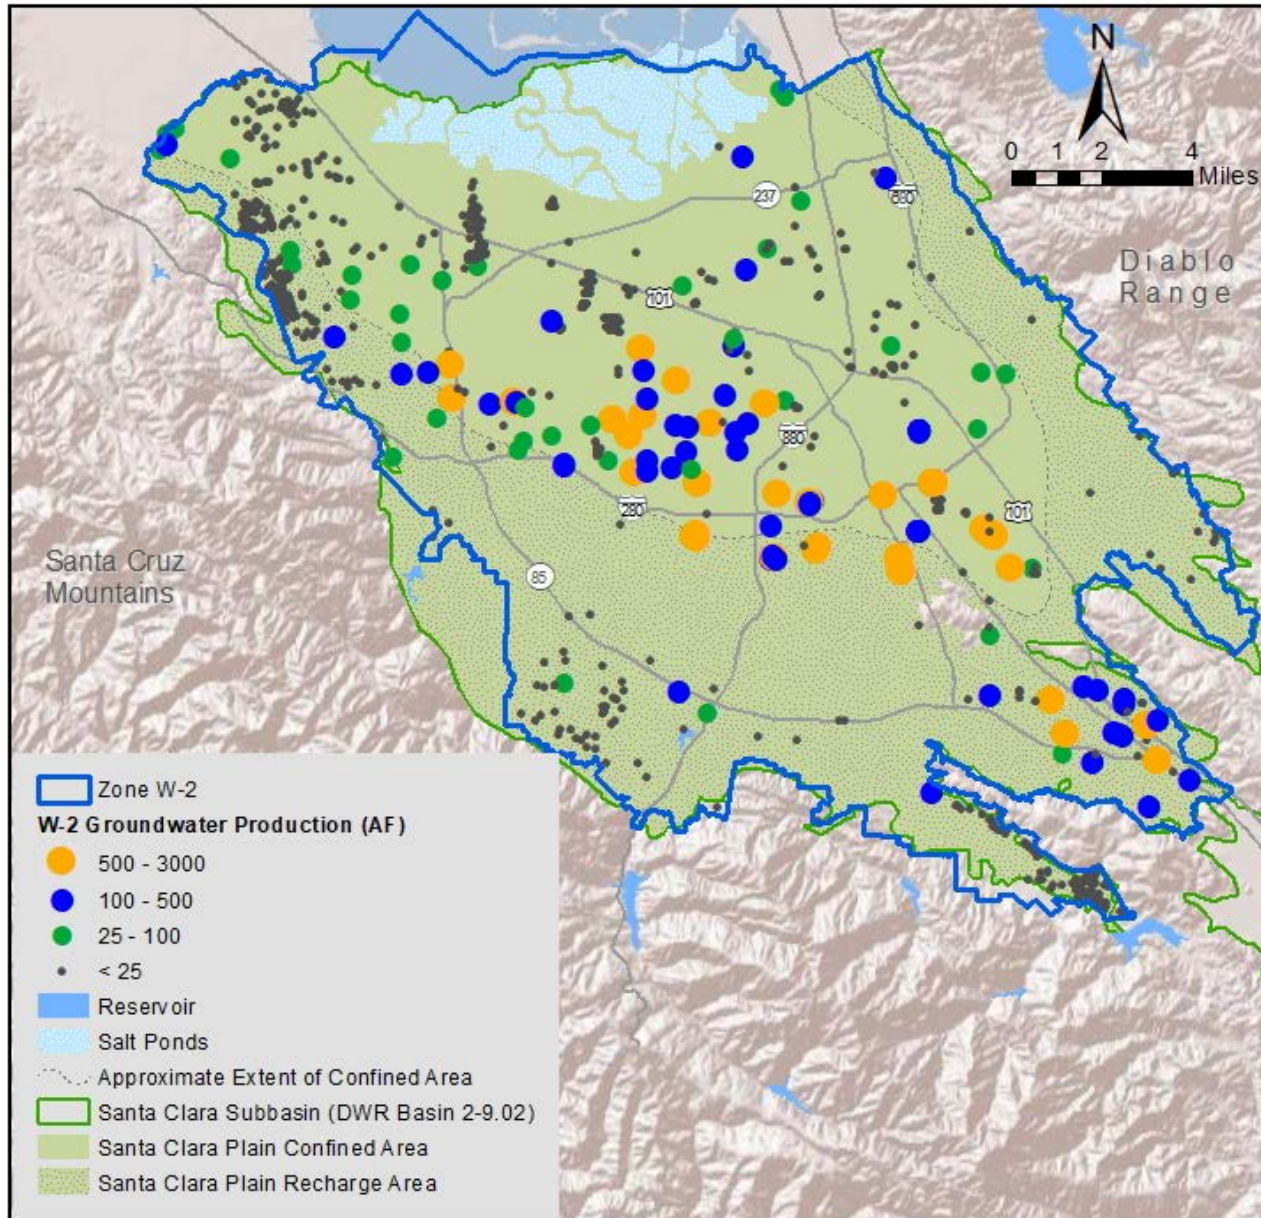 N
0 1 2 4
Miles
237
680
Diablo
Range
101
880
280
101
Santa Cruz
Mountains
85
Zone W-2
W-2 Groundwater Production (AF)
500 - 3000
100 - 500
25 - 100
< 25
Reservoir
Salt Ponds
Approximate Extent of Confined Area
Santa Clara Subbasin (DWR Basin 2-9.02)
Santa Clara Plain Confined Area
Santa Clara Plain Recharge Area